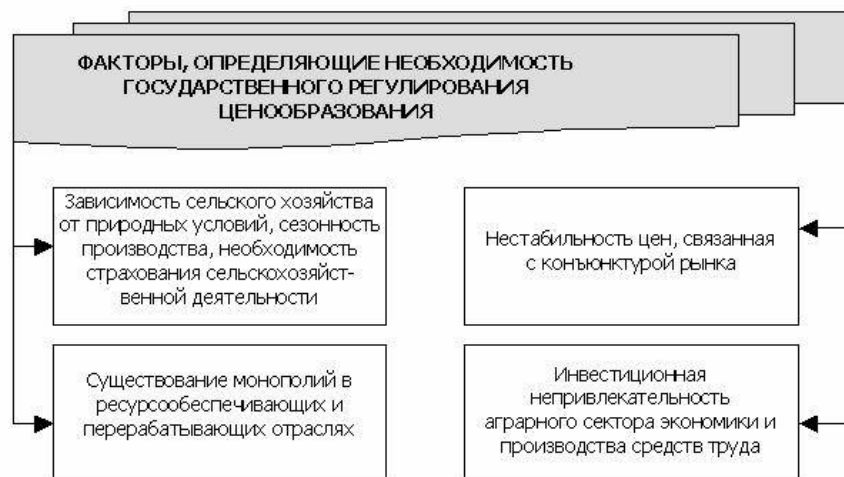 ФАКТОРЫ, ОПРЕДЕЛЯЮЩИЕ НЕОБХОДИМОСТЬ
ГОСУДАРСТВЕННОГО РЕГУЛИРОВАНИЯ
ЦЕНООБРАЗОВАНИЯ
Зависимость сельского хозяйства
от природных условий, сезонность
производства, необходимость
страхования сельскохозяйст-
венной деятельности
Нестабильность цен, связанная
с конъюнктурой рынка
Существование монополий в
ресурсообеспечивающих и
перерабатывающих отраслях
Инвестиционная
непривлекательность
аграрного сектора экономики и
производства средств труда